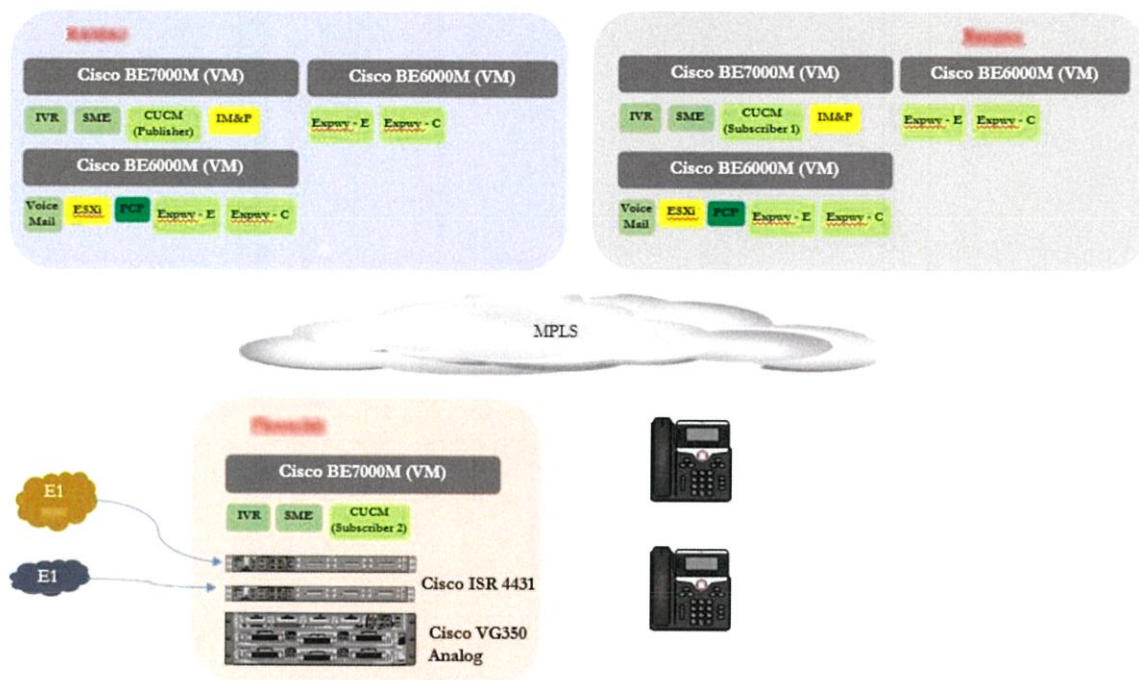 Cisco BE7000M (VM)
Cisco BE6000M (VM)
IVR
SME
CUCM
(Publisher)
IM&P
Expwy - E
Expwy - C
Cisco BE6000M (VM)
Voice
Mail
ESXi
PCP
Expwy - E
Expwy - C
Cisco BE7000M (VM)
Cisco BE6000M (VM)
IVR
SME
CUCM
(Subscriber 1)
IM&P
Expwy - E
Expwy - C
Cisco BE6000M (VM)
Voice
Mail
ESXi
PCP
Expwy - E
Expwy - C
MPLS
Cisco BE7000M (VM)
IVR
SME
CUCM
(Subscriber 2)
E1
E1
Cisco ISR 4431
Cisco VG350
Analog